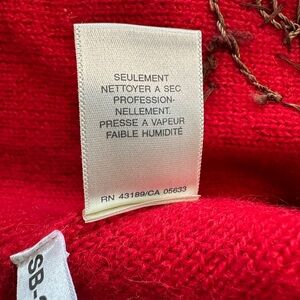 SEULEMENT
NETTOYER A SEC
PROFESSION-
NELLEMENT.
PRESSE A VAPEUR
FAIBLE HUMIDITÉ
RN 43189/CA 05633
SB-